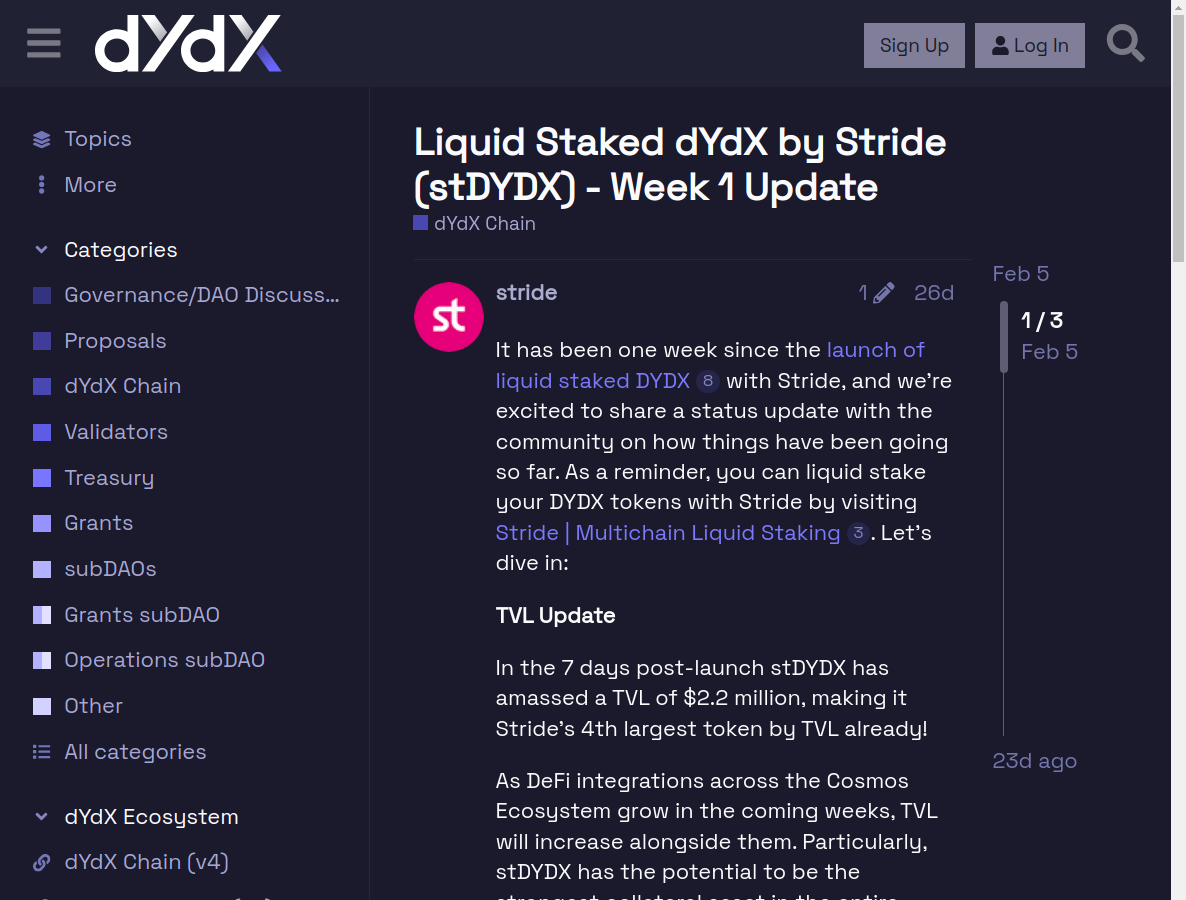 dYdX
Sign Up
Log In
Topics
More
Categories
Governance/DAO Discuss...
Proposals
dYdX Chain
Validators
Treasury
Grants
subDAOs
Grants subDAO
Operations subDAO
Other
All categories
dYdX Ecosystem
dYdX Chain (v4)
Liquid Staked dYdX by Stride
(stDYDX) - Week 1 Update
dYdX Chain
st
stride
1
26d
It has been one week since the launch of
liquid staked DYDX 8 with Stride, and we’re
excited to share a status update with the
community on how things have been going
so far. As a reminder, you can liquid stake
your DYDX tokens with Stride by visiting
Stride | Multichain Liquid Staking 3. Let’s
dive in:
TVL Update
In the 7 days post-launch stDYDX has
amassed a TVL of $2.2 million, making it
Stride’s 4th largest token by TVL already!
As DeFi integrations across the Cosmos
Ecosystem grow in the coming weeks, TVL
will increase alongside them. Particularly,
stDYDX has the potential to be the
strongest collateral asset in the entire
Feb 5
1 / 3
Feb 5
23d ago